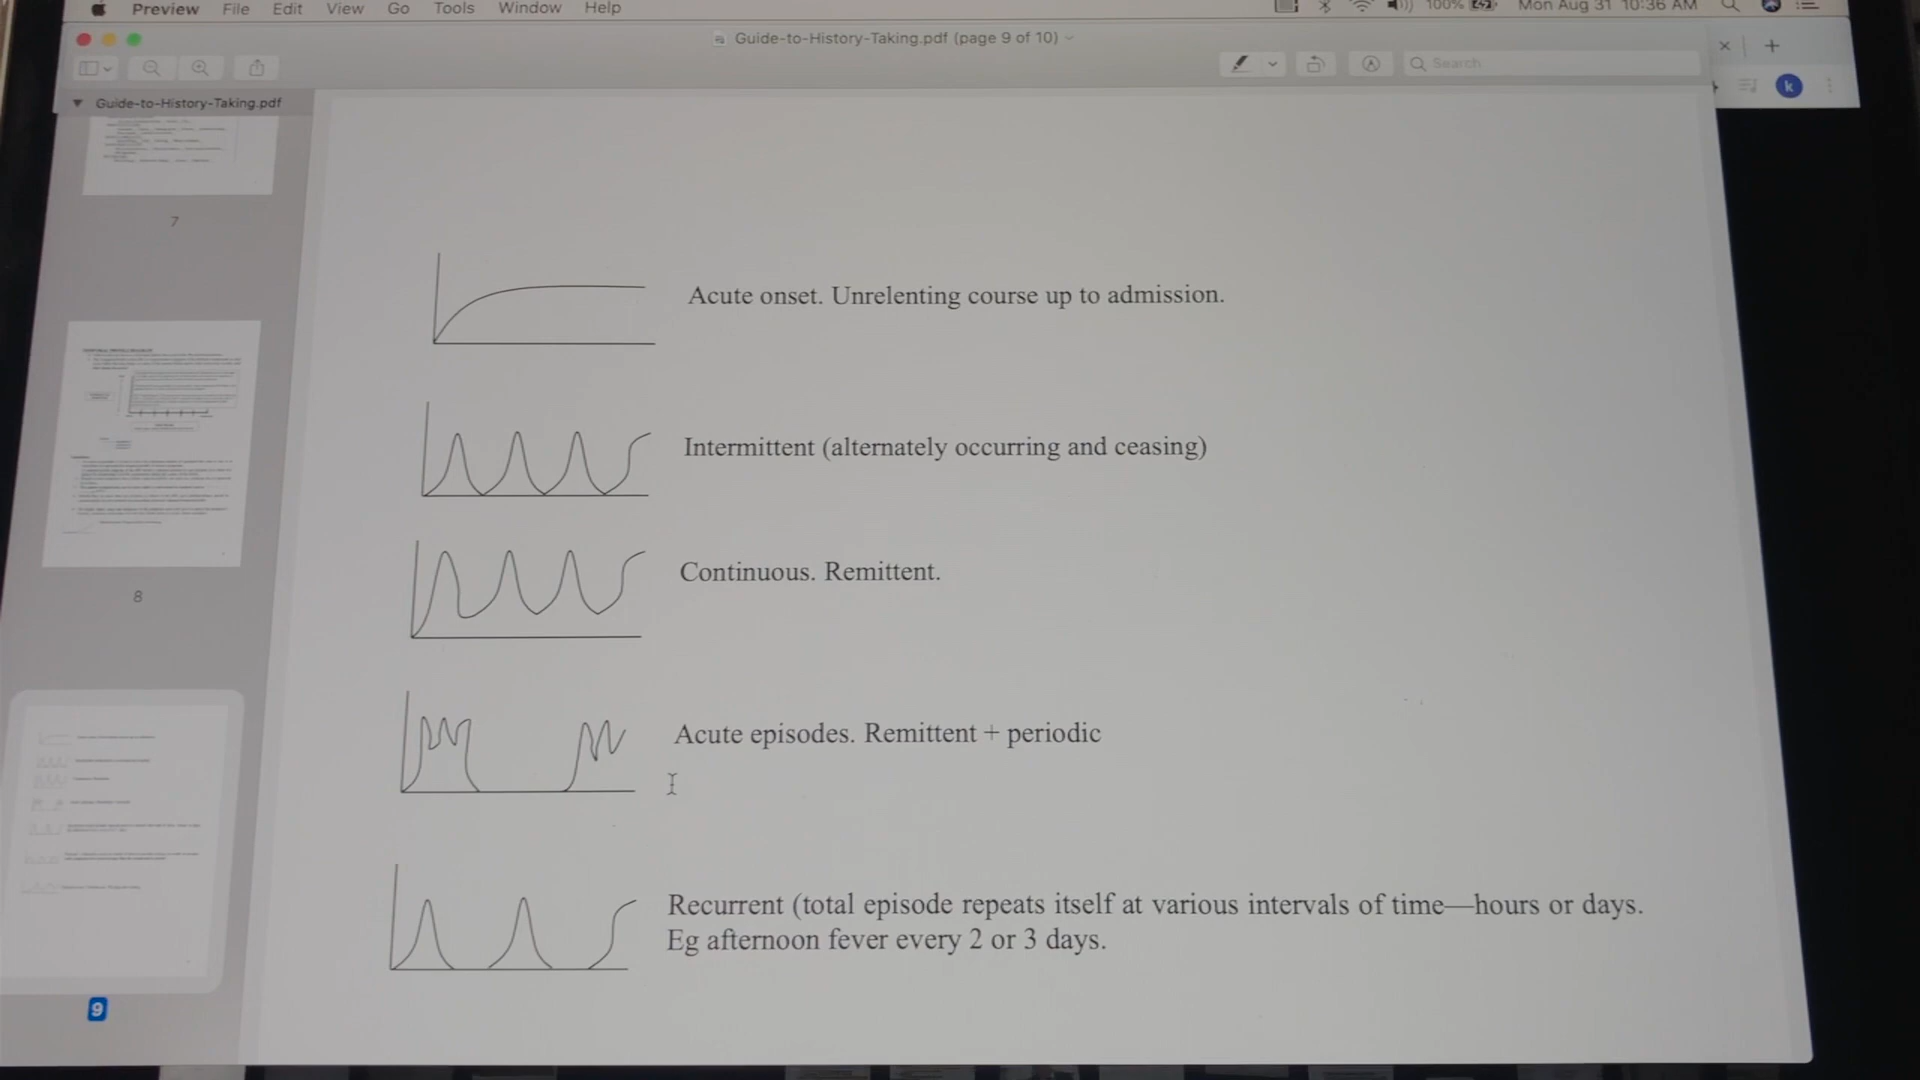 Preview File Edit View Go Tools Window Help
100% Mon Aug 31 10:36 AM
Guide-to-History-Taking.pdf (page 9 of 10)
Search
k
Guide-to-History-Taking.pdf
7
8
9
Acute onset. Unrelenting course up to admission.
Intermittent (alternately occurring and ceasing)
Continuous. Remittent.
Acute episodes. Remittent + periodic
Recurrent (total episode repeats itself at various intervals of time—hours or days.
Eg afternoon fever every 2 or 3 days.